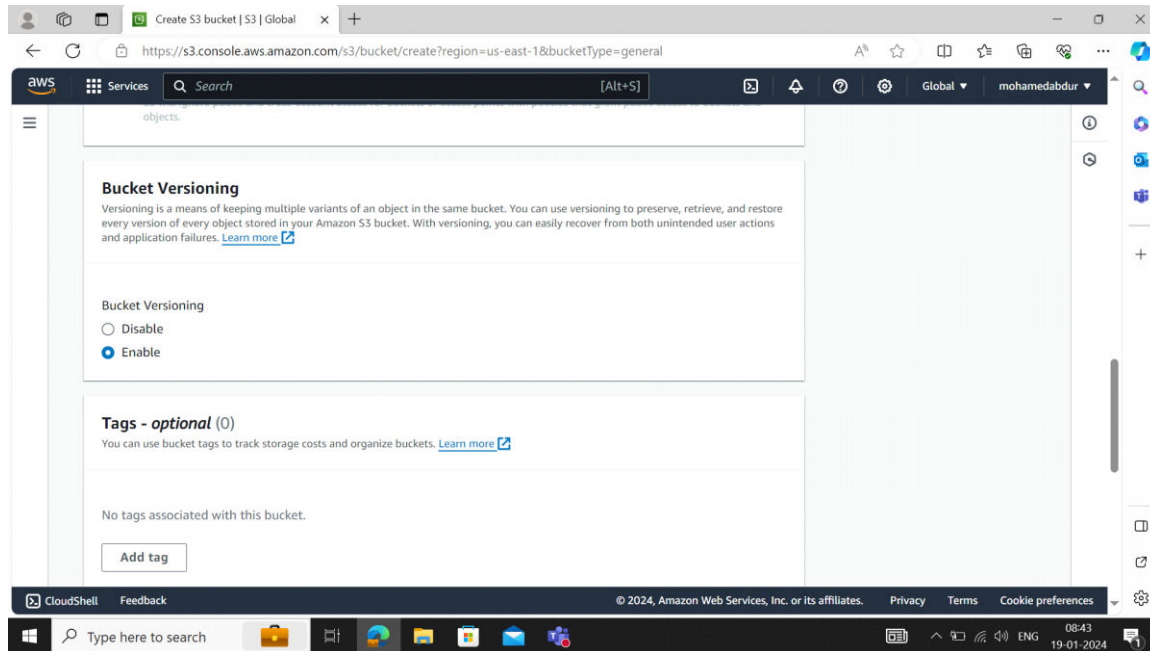 Create S3 bucket | S3 | Global
https://s3.console.aws.amazon.com/s3/bucket/create?region=us-east-1&bucketType=general
aws
Services
Search
[Alt+S]
Global
mohamedabdur
objects.
Bucket Versioning
Versioning is a means of keeping multiple variants of an object in the same bucket. You can use versioning to preserve, retrieve, and restore
every version of every object stored in your Amazon S3 bucket. With versioning, you can easily recover from both unintended user actions
and application failures. Learn more
Bucket Versioning
Disable
Enable
Tags - optional (0)
You can use bucket tags to track storage costs and organize buckets. Learn more
No tags associated with this bucket.
Add tag
CloudShell
Feedback
© 2024, Amazon Web Services, Inc. or its affiliates.
Privacy
Terms
Cookie preferences
Type here to search
ENG
08:43
19-01-2024
1